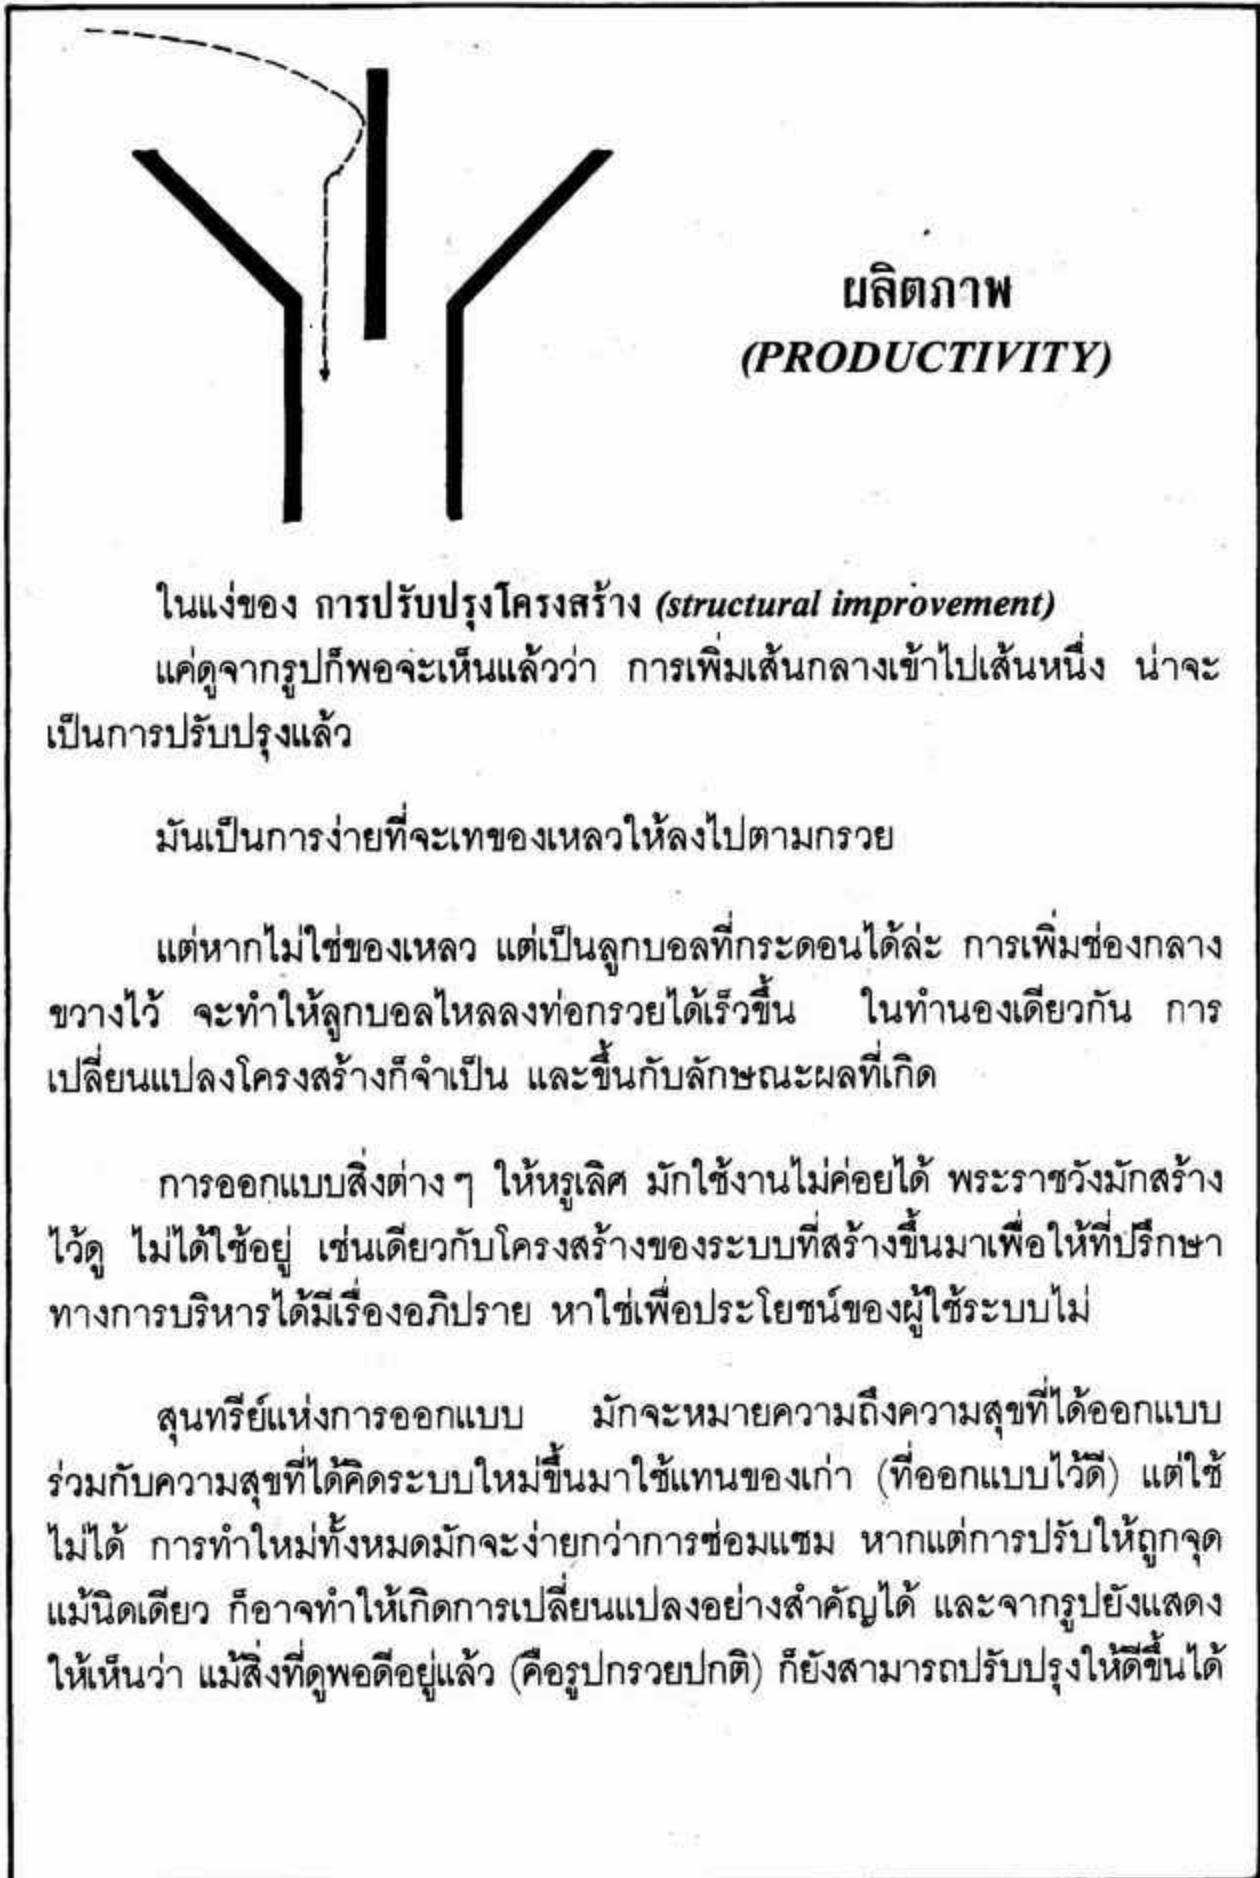 ผลิตภาพ
(PRODUCTIVITY)
ในแง่ของ การปรับปรุงโครงสร้าง (structural improvement)
แค่ดูจากรูปก็พอจะเห็นแล้วว่า การเพิ่มเส้นกลางเข้าไปเส้นหนึ่ง น่าจะ
เป็นการปรับปรุงแล้ว
มันเป็นการง่ายที่จะเทของเหลวให้ลงไปตามกรวย
แต่หากไม่ใช่ของเหลว แต่เป็นลูกบอลที่กระดอนได้ล่ะ การเพิ่มช่องกลาง
ขวางไว้ จะทำให้ลูกบอลไหลลงท่อกรวยได้เร็วขึ้น ในทำนองเดียวกัน การ
เปลี่ยนแปลงโครงสร้างก็จำเป็น และขึ้นกับลักษณะผลที่เกิด
การออกแบบสิ่งต่าง ๆ ให้หรูเลิศ มักใช้งานไม่ค่อยได้ พระราชวังมักสร้าง
ไว้ดู ไม่ได้ใช้อยู่ เช่นเดียวกับโครงสร้างของระบบที่สร้างขึ้นมาเพื่อให้ที่ปรึกษา
ทางการบริหารได้มีเรื่องอภิปราย หาใช่เพื่อประโยชน์ของผู้ใช้ระบบไม่
สุนทรีย์แห่งการออกแบบ มักจะหมายความถึงความสุขที่ได้ออกแบบ
ร่วมกับความสุขที่ได้คิดระบบใหม่ขึ้นมาใช้แทนของเก่า (ที่ออกแบบไว้ดี) แต่ใช้
ไม่ได้ การทำใหม่ทั้งหมดมักจะง่ายกว่าการซ่อมแซม หากแต่การปรับให้ถูกจุด
แม้นิดเดียว ก็อาจทำให้เกิดการเปลี่ยนแปลงอย่างสำคัญได้ และจากรูปยังแสดง
ให้เห็นว่า แม้สิ่งที่ดูพอดีอยู่แล้ว (คือรูปกรวยปกติ) ก็ยังสามารถปรับปรุงให้ดีขึ้นได้